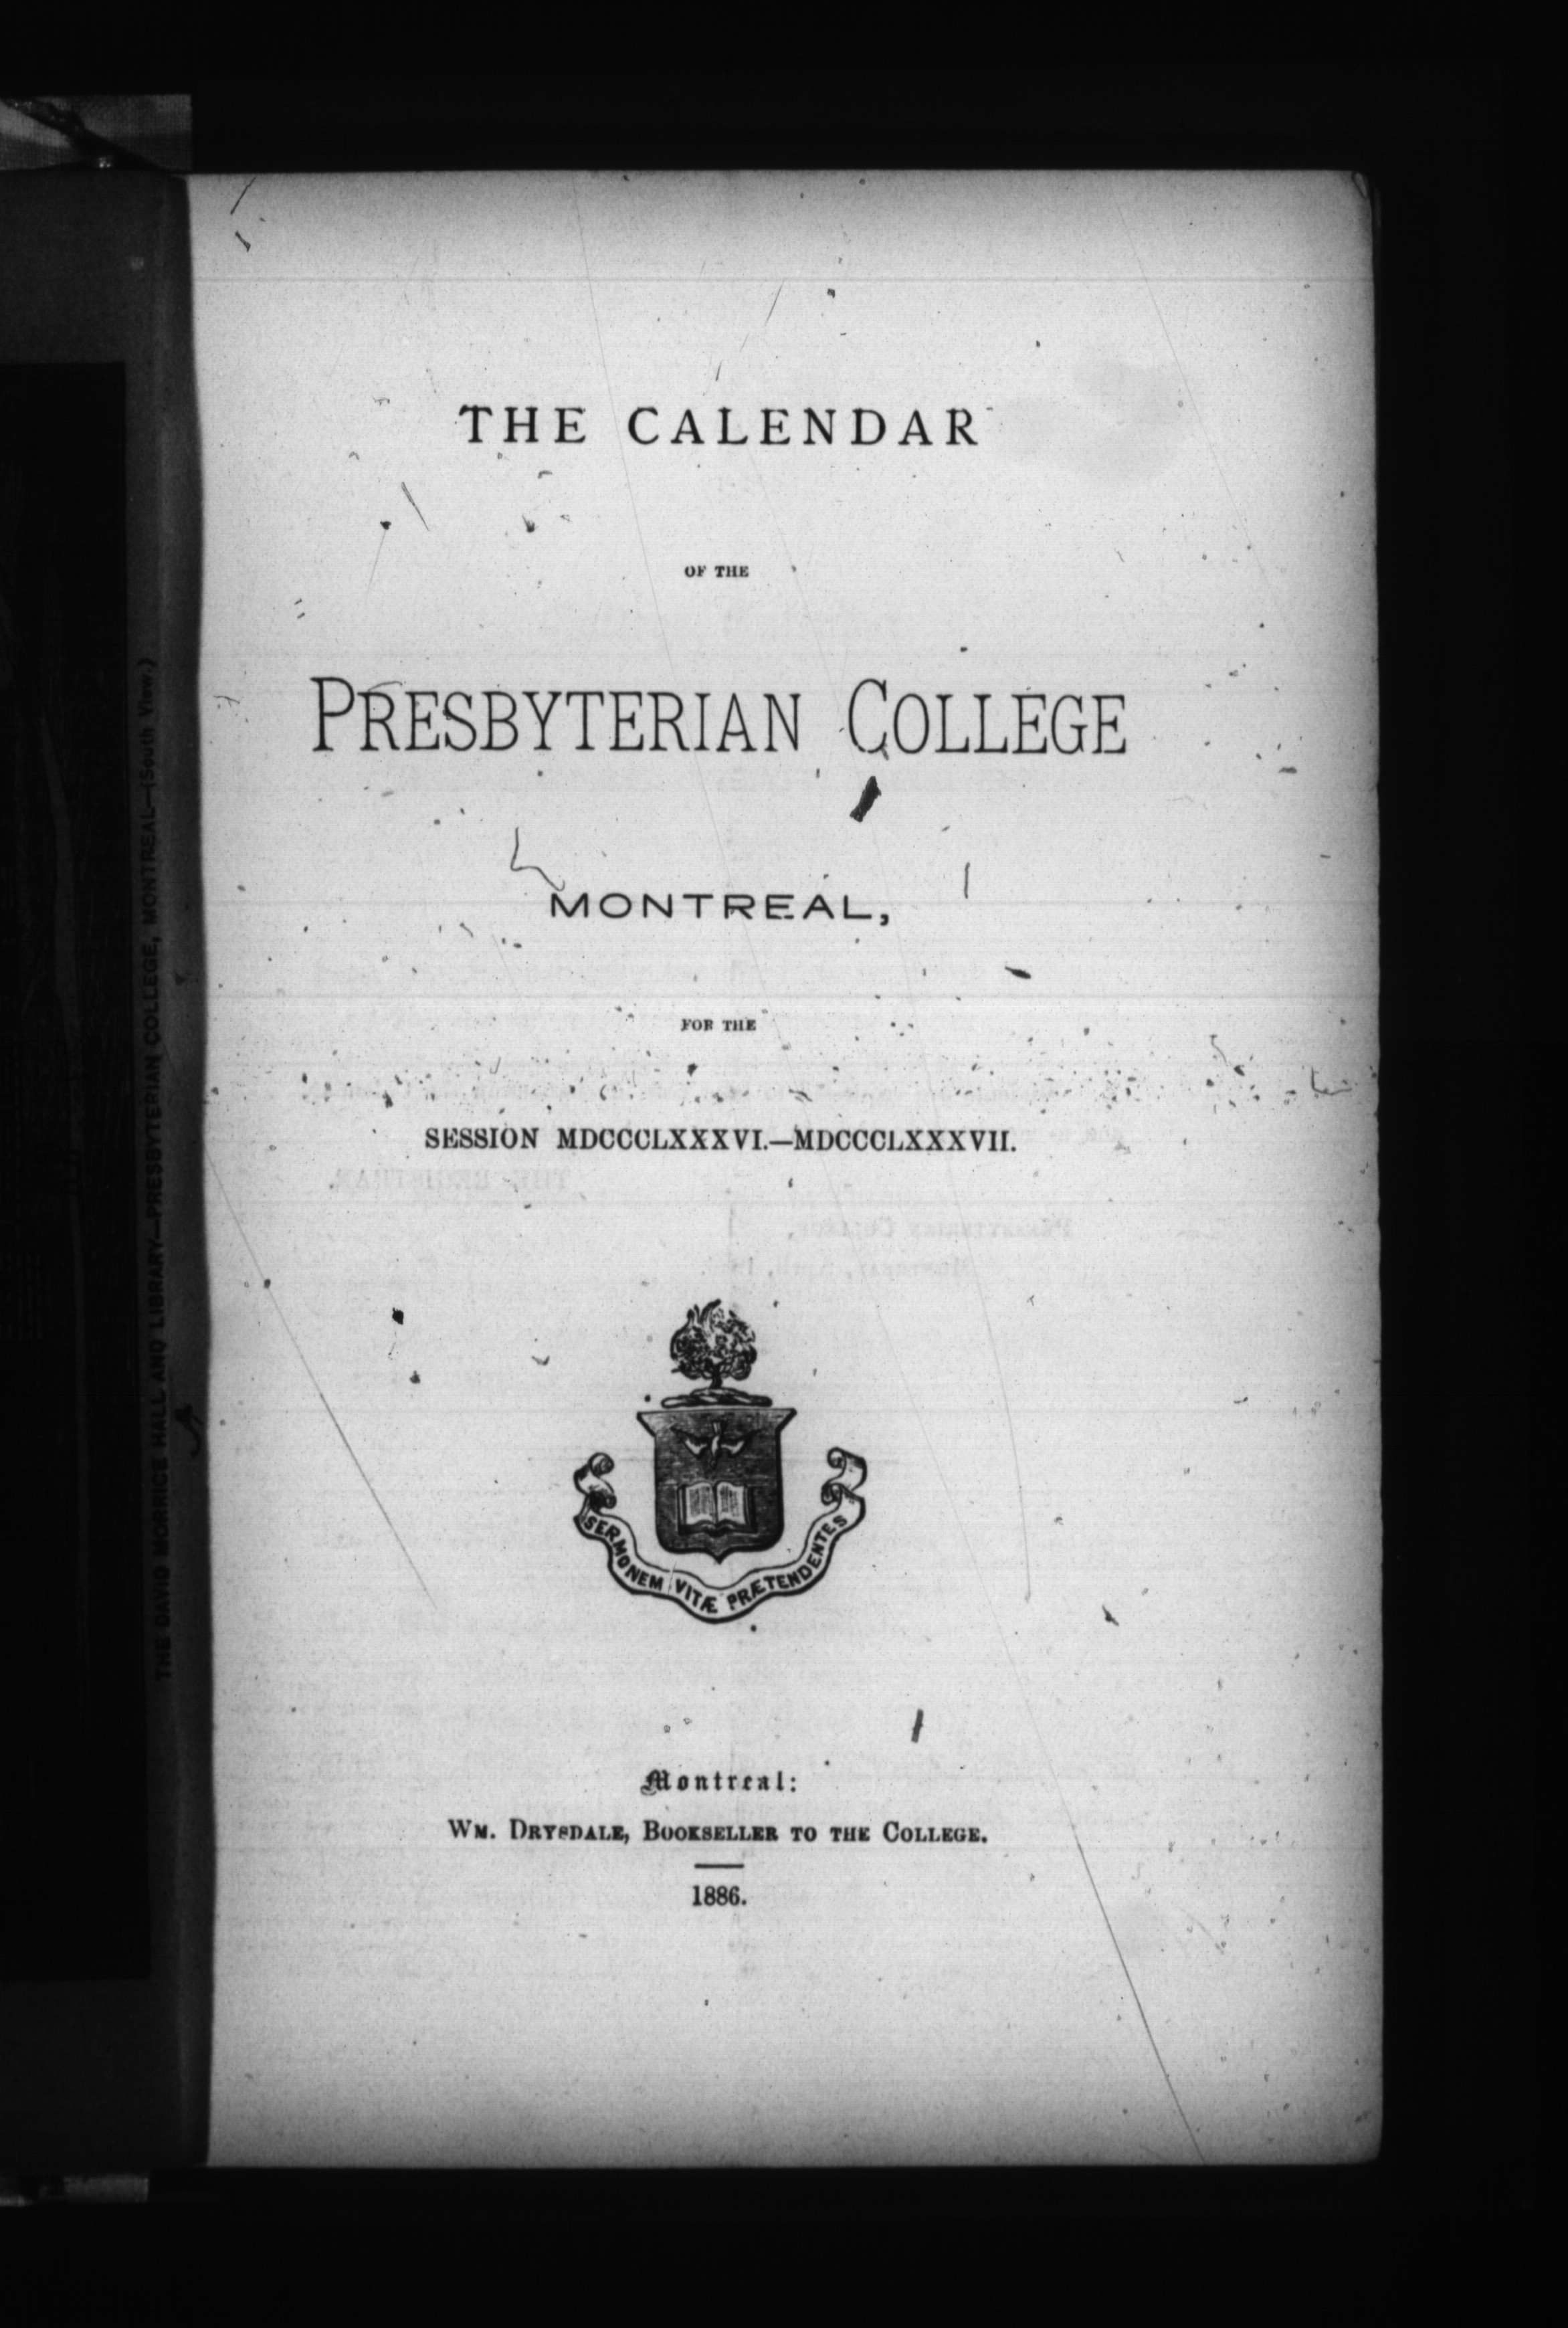 THE DAVID MORRICE HALL AND LIBRARY—PRESBYTERIAN COLLEGE, MONTREAL—(South View.)
THE CALENDAR
OF THE
PRESBYTERIAN COLLEGE
MONTREAL,
FOR THE
SESSION MDCCCLXXXVI.—MDCCCLXXXVII.
SERMONEM VITÆ PRÆTENDENTES
Montreal:
WM. DRYSDALE, BOOKSELLER TO THE COLLEGE.
1886.